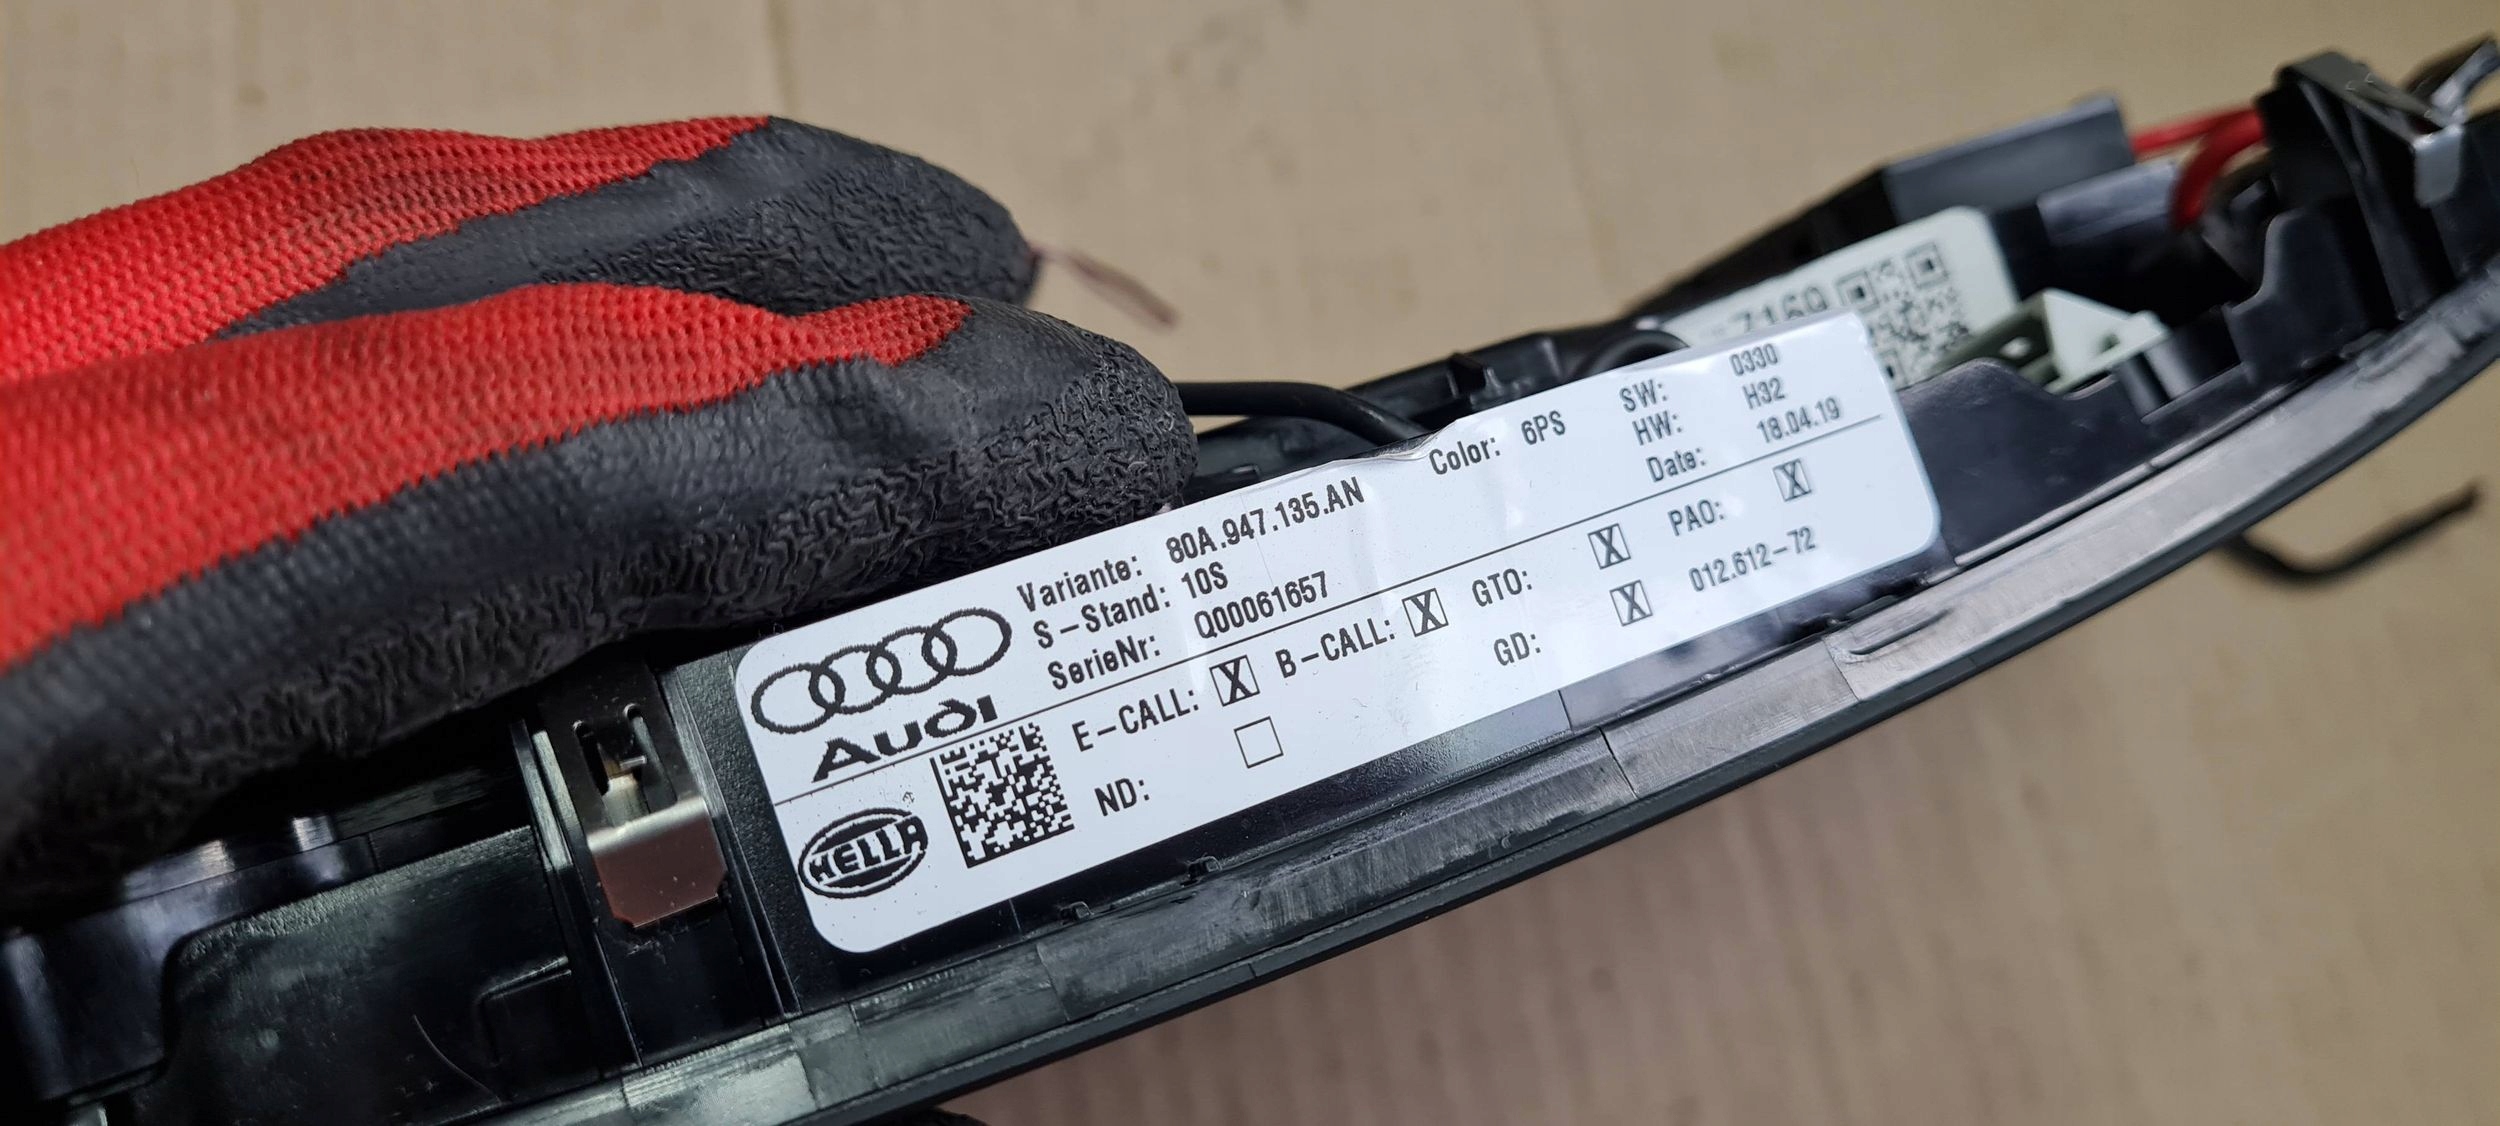 7169
Variante: 80A.947.135.AN
S-Stand: 10S
SerieNr: Q00061657
Color: 6PS
SW: 0330
HW: H32
Date: 18.04.19
Audi
E-CALL: X B-CALL: X GTO: X PAO: X
ND: GD: X 012.612-72
HELLA